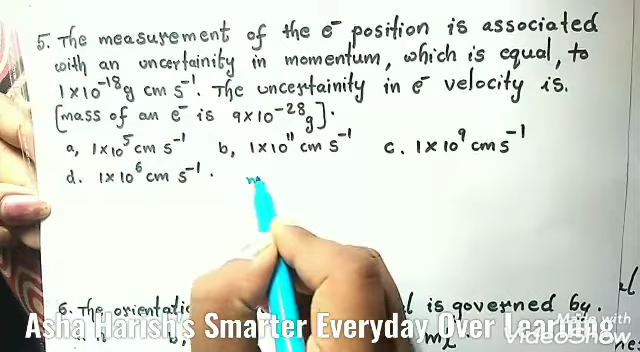 5. The measurement of the e⁻ position is associated
with an uncertainity in momentum, which is equal, to
1×10⁻¹⁸g cm s⁻¹. The uncertainity in e⁻ velocity is.
[mass of an e⁻ is 9×10⁻²⁸g].
a, 1×10⁵ cm s⁻¹ b, 1×10¹¹ cm s⁻¹ c. 1×10⁹ cm s⁻¹
d. 1×10⁶ cm s⁻¹.
6. The orientatio is governed by.
Made with
Asha Harish's Smarter Everyday Over Learning
VideoShow